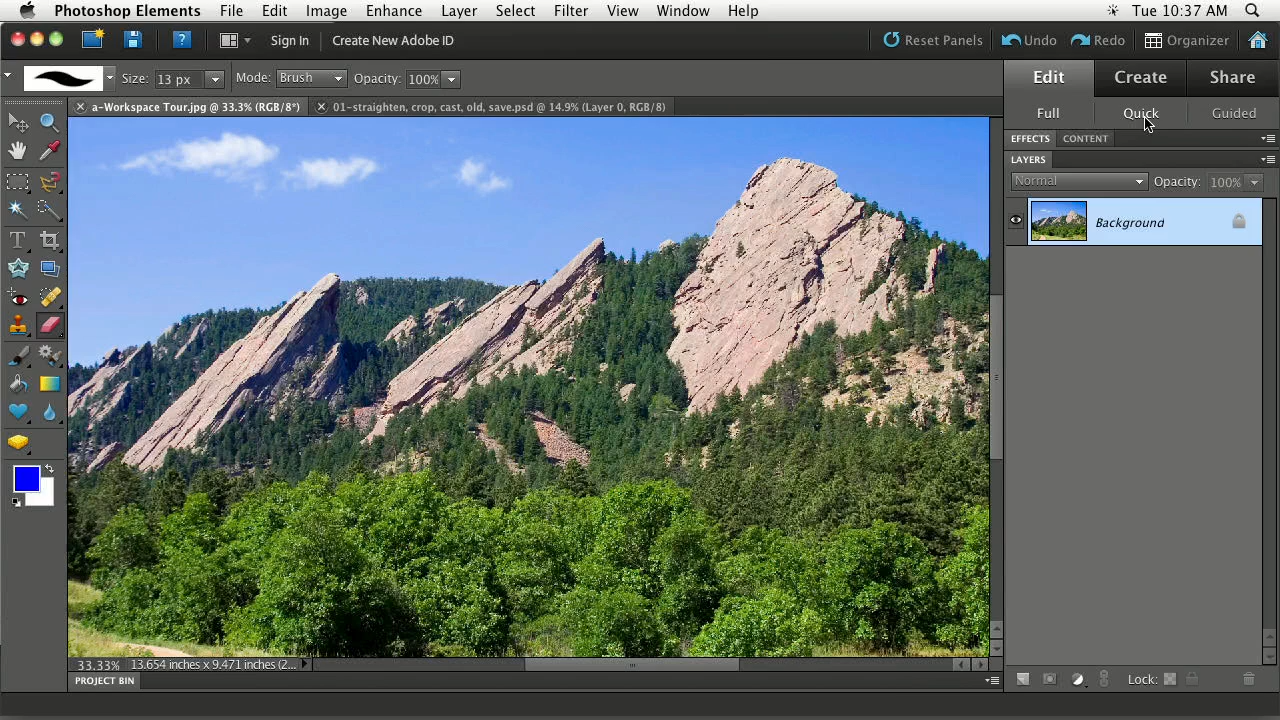 Photoshop Elements File Edit Image Enhance Layer Select Filter View Window Help Tue 10:37 AM
Sign In Create New Adobe ID Reset Panels Undo Redo Organizer
Size: 13 px Mode: Brush Opacity: 100% Edit Create Share
a-Workspace Tour.jpg @ 33.3% (RGB/8*) 01-straighten, crop, cast, old, save.psd @ 14.9% (Layer 0, RGB/8)
Full Quick Guided
EFFECTS CONTENT
LAYERS
Normal Opacity: 100%
Background
33.33% 13.654 inches x 9.471 inches (2...
PROJECT BIN Lock: